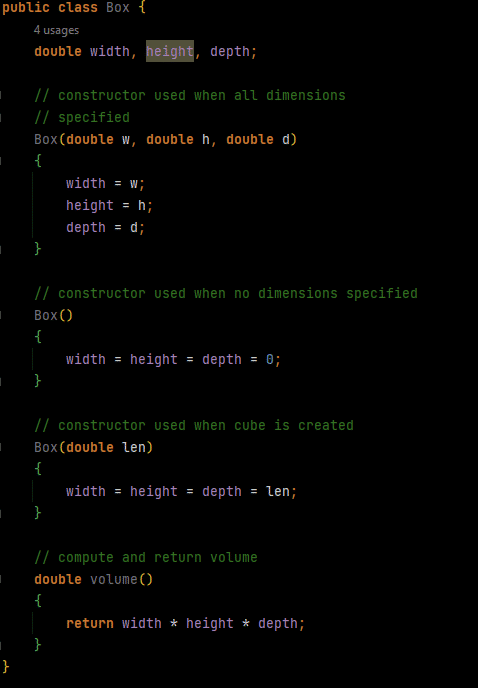 public class Box {
4 usages
double width, height, depth;
// constructor used when all dimensions
// specified
Box(double w, double h, double d)
{
width = w;
height = h;
depth = d;
}
// constructor used when no dimensions specified
Box()
{
width = height = depth = 0;
}
// constructor used when cube is created
Box(double len)
{
width = height = depth = len;
}
// compute and return volume
double volume()
{
return width * height * depth;
}
}